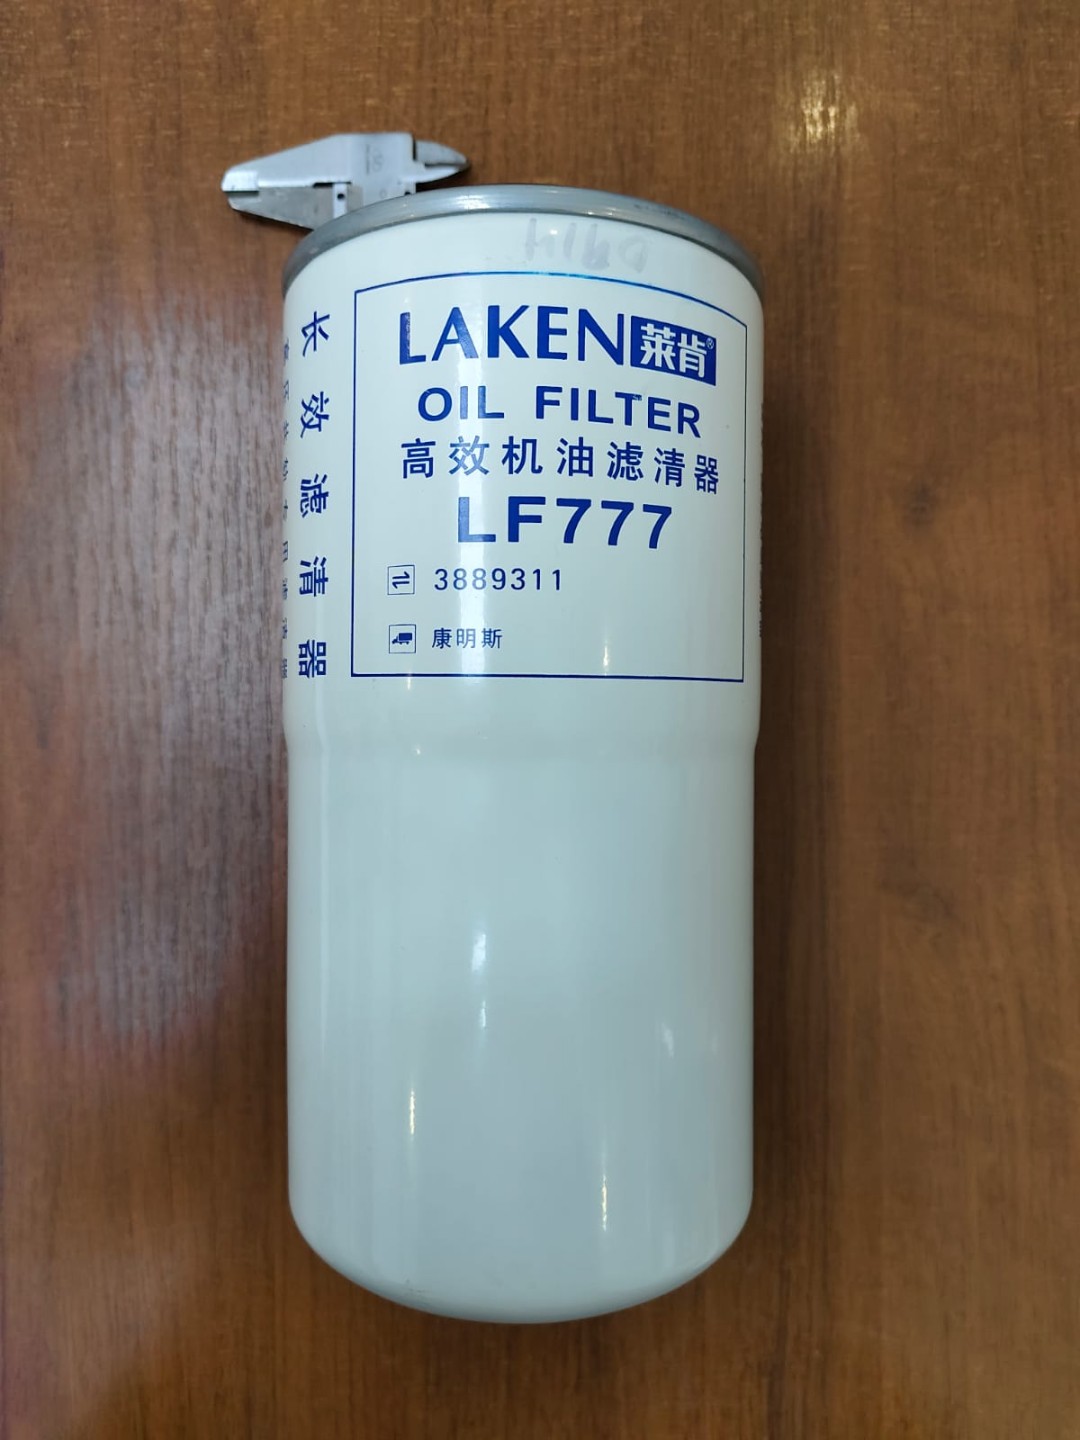 LAKEN莱肯®
OIL FILTER
高效机油滤清器
LF777
3889311
康明斯
长效滤清器